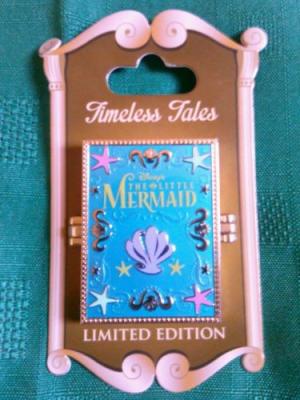 Timeless Tales
Disney's
THE LITTLE
MERMAID
LIMITED EDITION